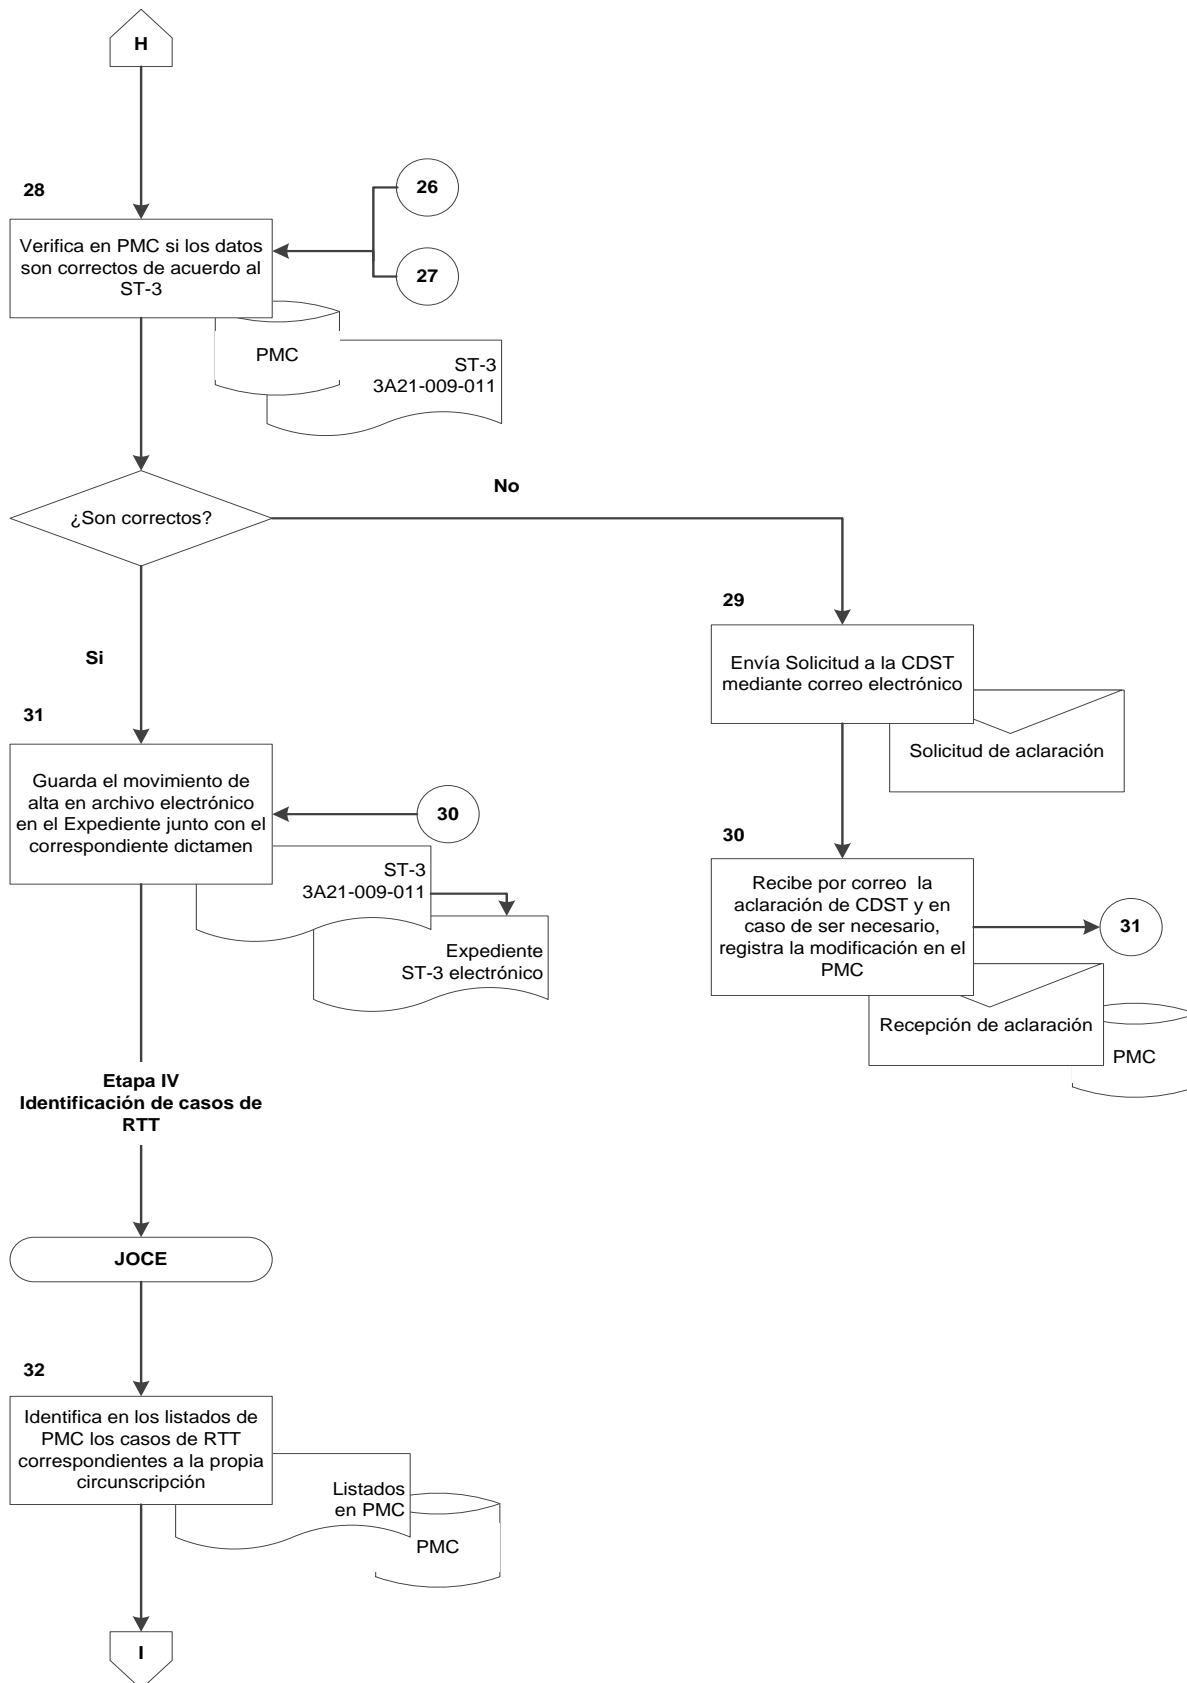 H
28
26
27
Verifica en PMC si los datos
son correctos de acuerdo al
ST-3
PMC
ST-3
3A21-009-011
¿Son correctos?
No
Si
29
Envía Solicitud a la CDST
mediante correo electrónico
Solicitud de aclaración
31
Guarda el movimiento de
alta en archivo electrónico
en el Expediente junto con el
correspondiente dictamen
30
ST-3
3A21-009-011
Expediente
ST-3 electrónico
30
Recibe por correo la
aclaración de CDST y en
caso de ser necesario,
registra la modificación en el
PMC
31
Recepción de aclaración
PMC
Etapa IV
Identificación de casos de
RTT
JOCE
32
Identifica en los listados de
PMC los casos de RTT
correspondientes a la propia
circunscripción
Listados
en PMC
PMC
I